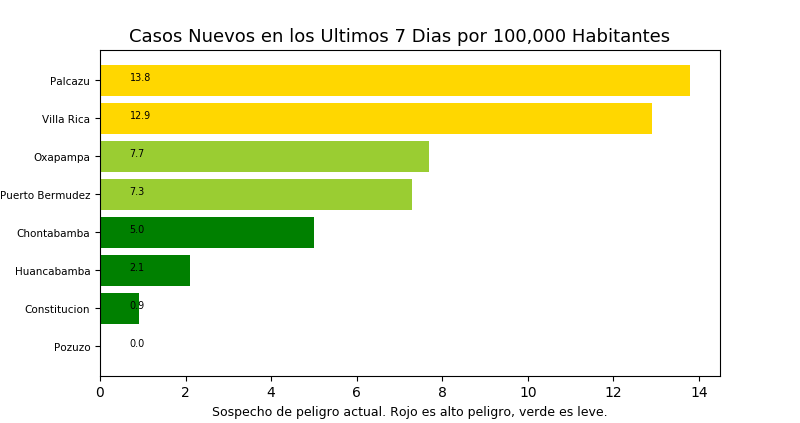 Casos Nuevos en los Ultimos 7 Dias por 100,000 Habitantes
Palcazu 13.8
Villa Rica 12.9
Oxapampa 7.7
Puerto Bermudez 7.3
Chontabamba 5.0
Huancabamba 2.1
Constitucion 0.9
Pozuzo 0.0
0 2 4 6 8 10 12 14
Sospecho de peligro actual. Rojo es alto peligro, verde es leve.